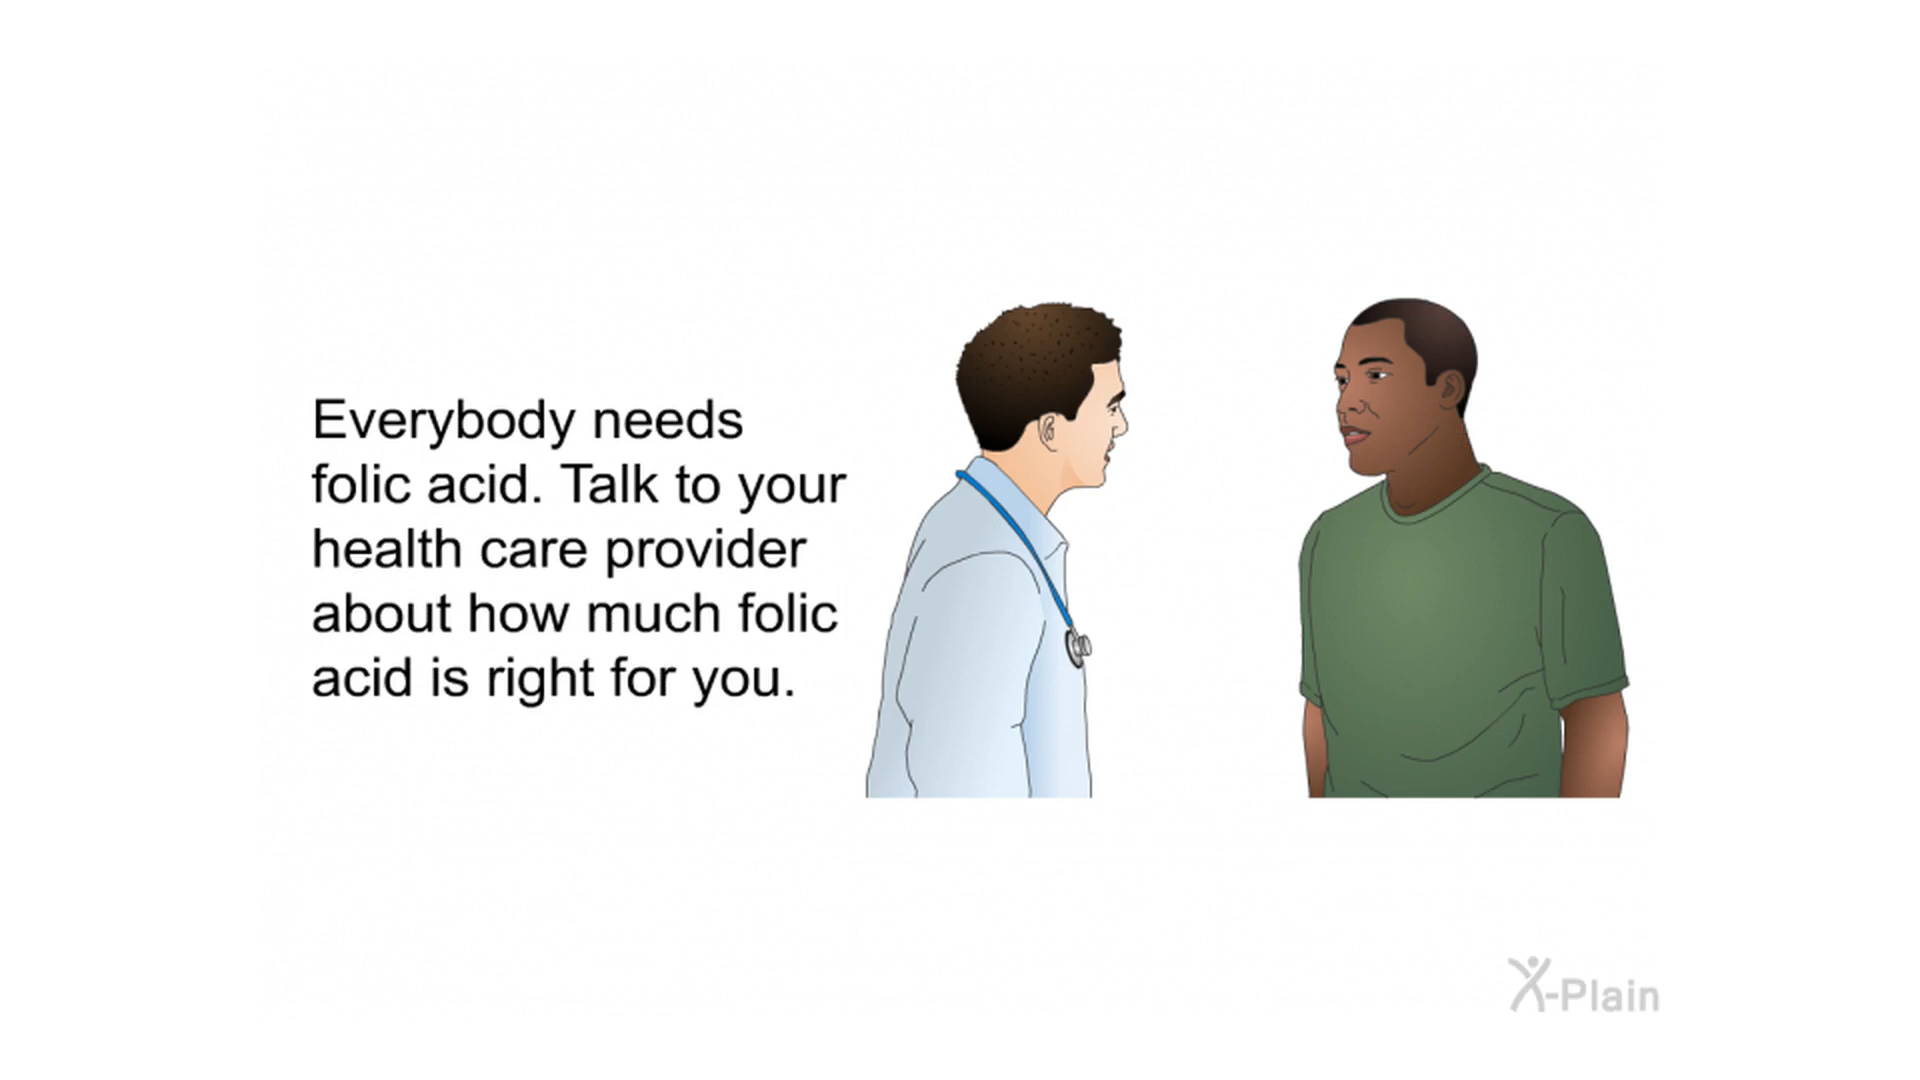 Everybody needs
folic acid. Talk to your
health care provider
about how much folic
acid is right for you.
X-Plain